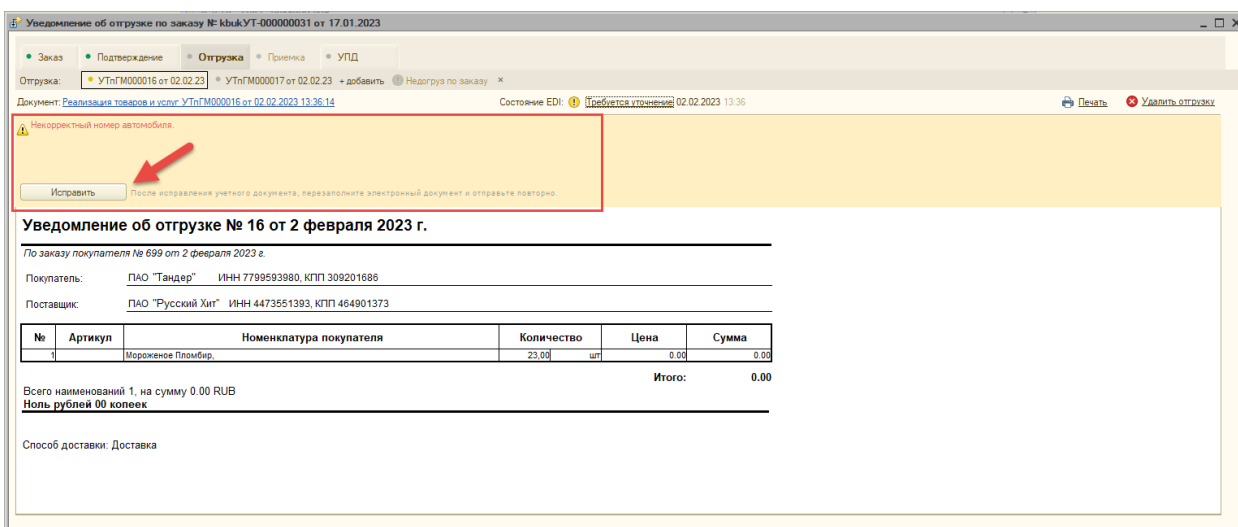 Уведомление об отгрузке по заказу № kbukУТ-000000031 от 17.01.2023
Заказ Подтверждение Отгрузка Приемка УПД
Отгрузка: УТпГМ000016 от 02.02.23 УТпГМ000017 от 02.02.23 + добавить Недогруз по заказу ×
Документ: Реализация товаров и услуг УТпГМ000016 от 02.02.2023 13:36:14 Состояние EDI: Требуется уточнение 02.02.2023 13:36 Печать Удалить отгрузку
Некорректный номер автомобиля.
Исправить После исправления учетного документа, перезаполните электронный документ и отправьте повторно.
Уведомление об отгрузке № 16 от 2 февраля 2023 г.
По заказу покупателя № 699 от 2 февраля 2023 г.
Покупатель: ПАО "Тандер" ИНН 7799593980, КПП 309201686
Поставщик: ПАО "Русский Хит" ИНН 4473551393, КПП 464901373
№ Артикул Номенклатура покупателя Количество Цена Сумма
1 Мороженое Пломбир, 23,00 шт 0.00 0.00
Итого: 0.00
Всего наименований 1, на сумму 0.00 RUB
Ноль рублей 00 копеек
Способ доставки: Доставка